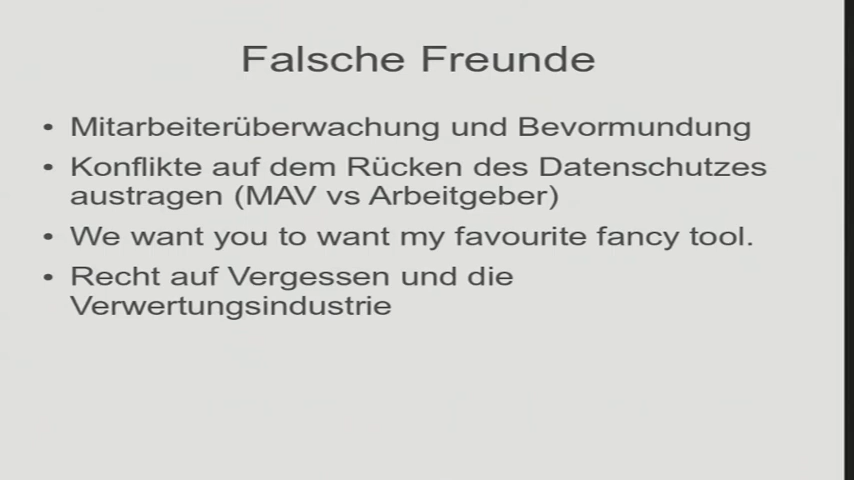 Falsche Freunde
• Mitarbeiterüberwachung und Bevormundung
• Konflikte auf dem Rücken des Datenschutzes
austragen (MAV vs Arbeitgeber)
• We want you to want my favourite fancy tool.
• Recht auf Vergessen und die
Verwertungsindustrie